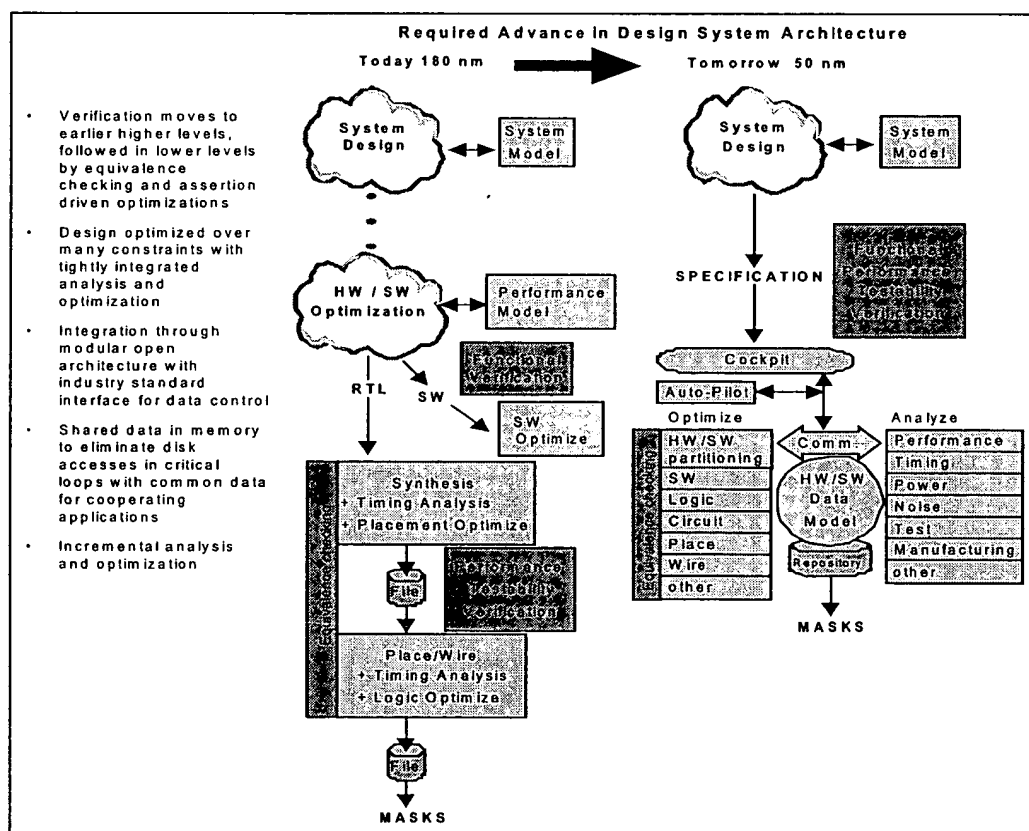 Required Advance in Design System Architecture
Today 180 nm
Tomorrow 50 nm
• Verification moves to
earlier higher levels,
followed in lower levels
by equivalence
checking and assertion
driven optimizations
• Design optimized over
many constraints with
tightly integrated
analysis and
optimization
• Integration through
modular open
architecture with
industry standard
interface for data control
• Shared data in memory
to eliminate disk
accesses in critical
loops with common data
for cooperating
applications
• Incremental analysis
and optimization
System
Design
System
Model
HW / SW
Optimization
Performance
Model
Functional
Verification
RTL
SW
SW
Optimize
Equivalence checking
Synthesis
+ Timing Analysis
+ Placement Optimize
File
Performance
Testability
Verification
Place/Wire
+ Timing Analysis
+ Logic Optimize
File
MASKS
System
Design
System
Model
SPECIFICATION
Functional
Performance
Testability
Verification
Cockpit
Auto-Pilot
Optimize
Equivalence checking
HW/SW
partitioning
SW
Logic
Circuit
Place
Wire
other
Comm
HW/SW
Data
Model
Repository
Analyze
Performance
Timing
Power
Noise
Test
Manufacturing
other
MASKS